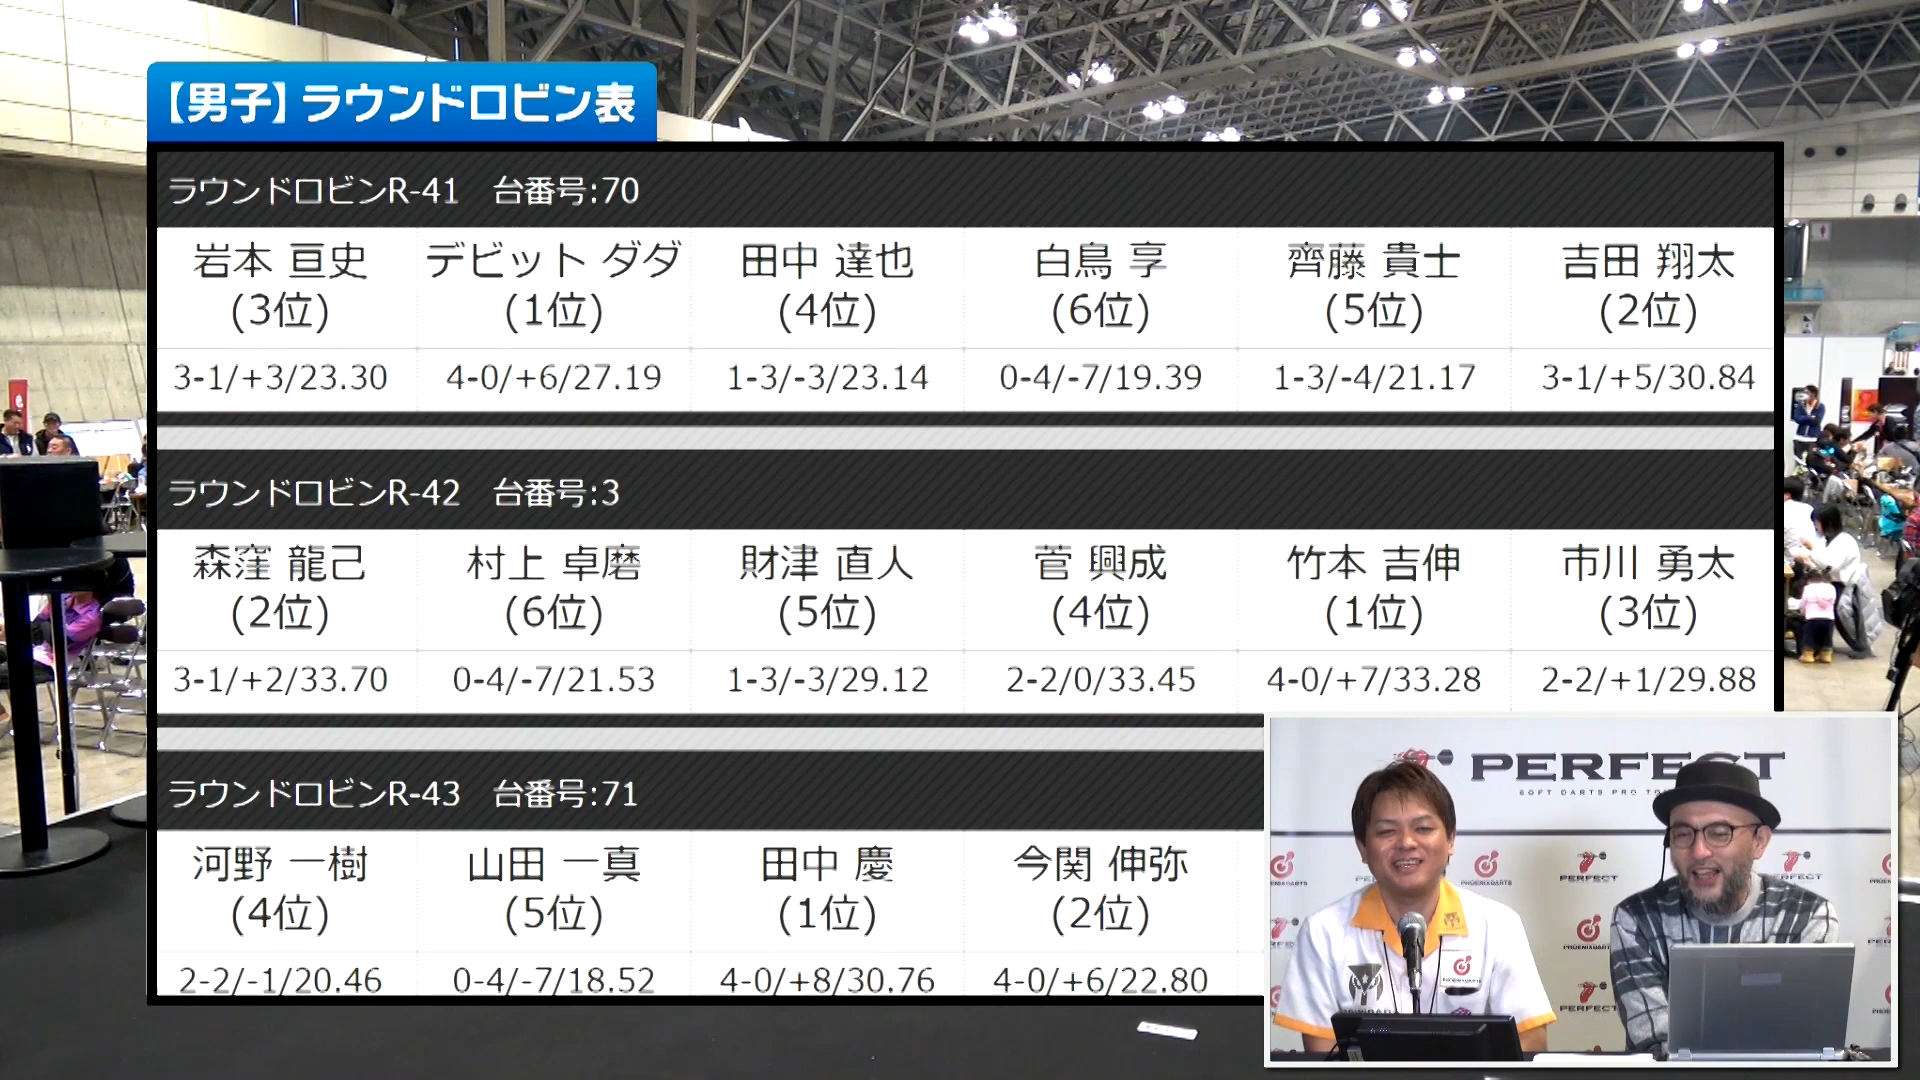 【男子】ラウンドロビン表
ラウンドロビンR-41 台番号:70
岩本 亘史 デビット ダダ 田中 達也 白鳥 享 齊藤 貴士 吉田 翔太
(3位) (1位) (4位) (6位) (5位) (2位)
3-1/+3/23.30 4-0/+6/27.19 1-3/-3/23.14 0-4/-7/19.39 1-3/-4/21.17 3-1/+5/30.84
ラウンドロビンR-42 台番号:3
森窪 龍己 村上 卓磨 財津 直人 菅 興成 竹本 吉伸 市川 勇太
(2位) (6位) (5位) (4位) (1位) (3位)
3-1/+2/33.70 0-4/-7/21.53 1-3/-3/29.12 2-2/0/33.45 4-0/+7/33.28 2-2/+1/29.88
ラウンドロビンR-43 台番号:71
河野 一樹 山田 一真 田中 慶 今関 伸弥
(4位) (5位) (1位) (2位)
2-2/-1/20.46 0-4/-7/18.52 4-0/+8/30.76 4-0/+6/22.80
PERFECT
SOFT DARTS PRO
PHOENIXDARTS
PERFECT
PERFECT
PERFECT